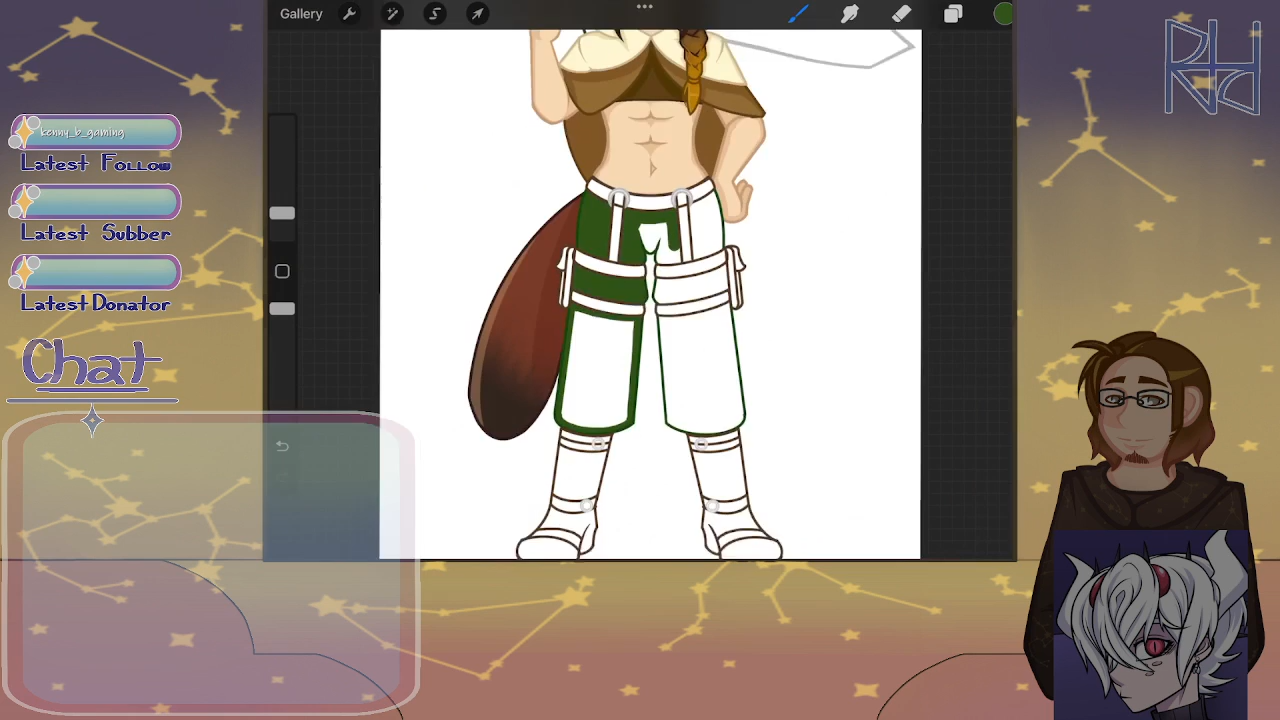 Gallery
kenny_b_gaming
Latest Follow
Latest Subber
Latest Donator
Chat